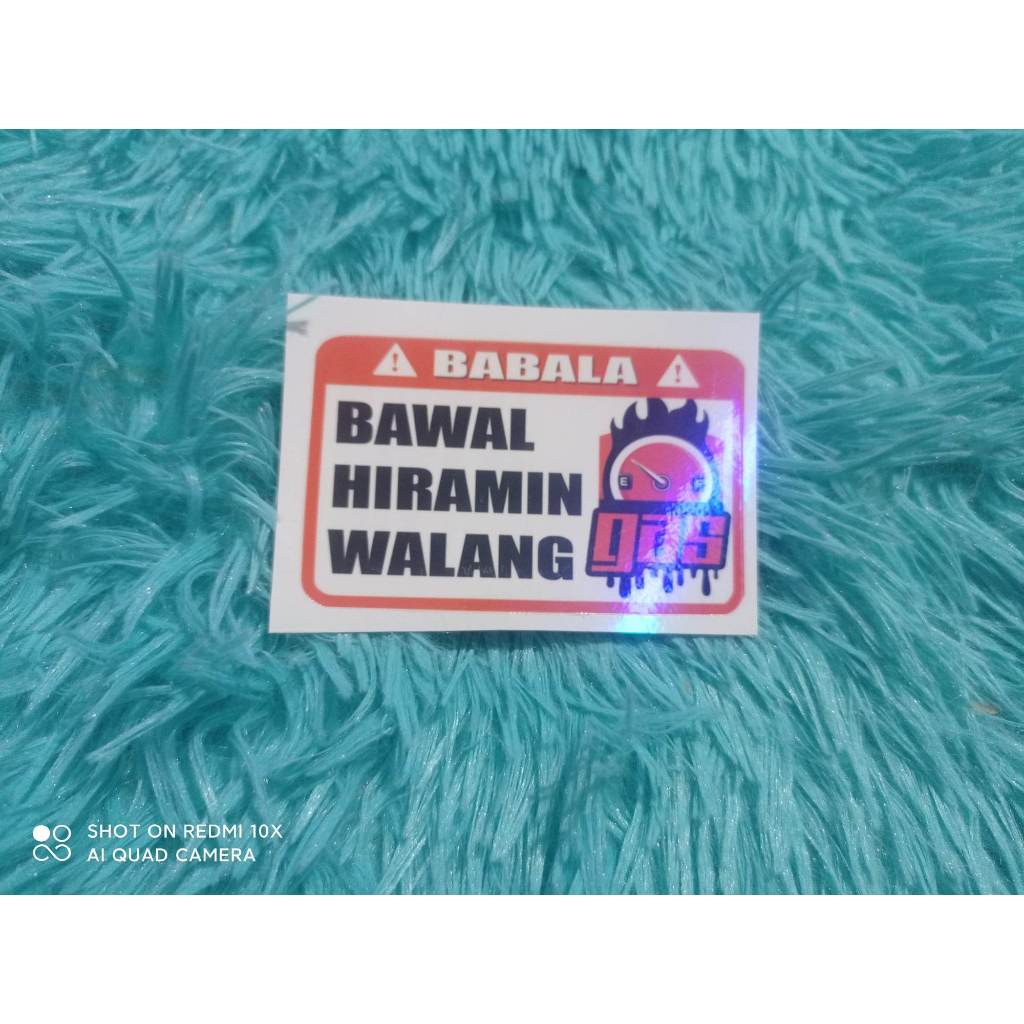 BABALA
BAWAL
HIRAMIN
WALANG
E F
gas
SHOT ON REDMI 10X
AI QUAD CAMERA